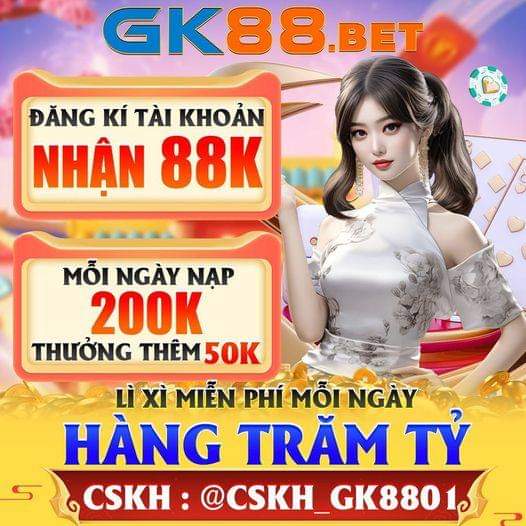 GK88.BET
ĐĂNG KÍ TÀI KHOẢN
NHẬN 88K
MỖI NGÀY NẠP
200K
THƯỞNG THÊM 50K
LÌ XÌ MIỄN PHÍ MỖI NGÀY
HÀNG TRĂM TỶ
CSKH : @CSKH_GK8801